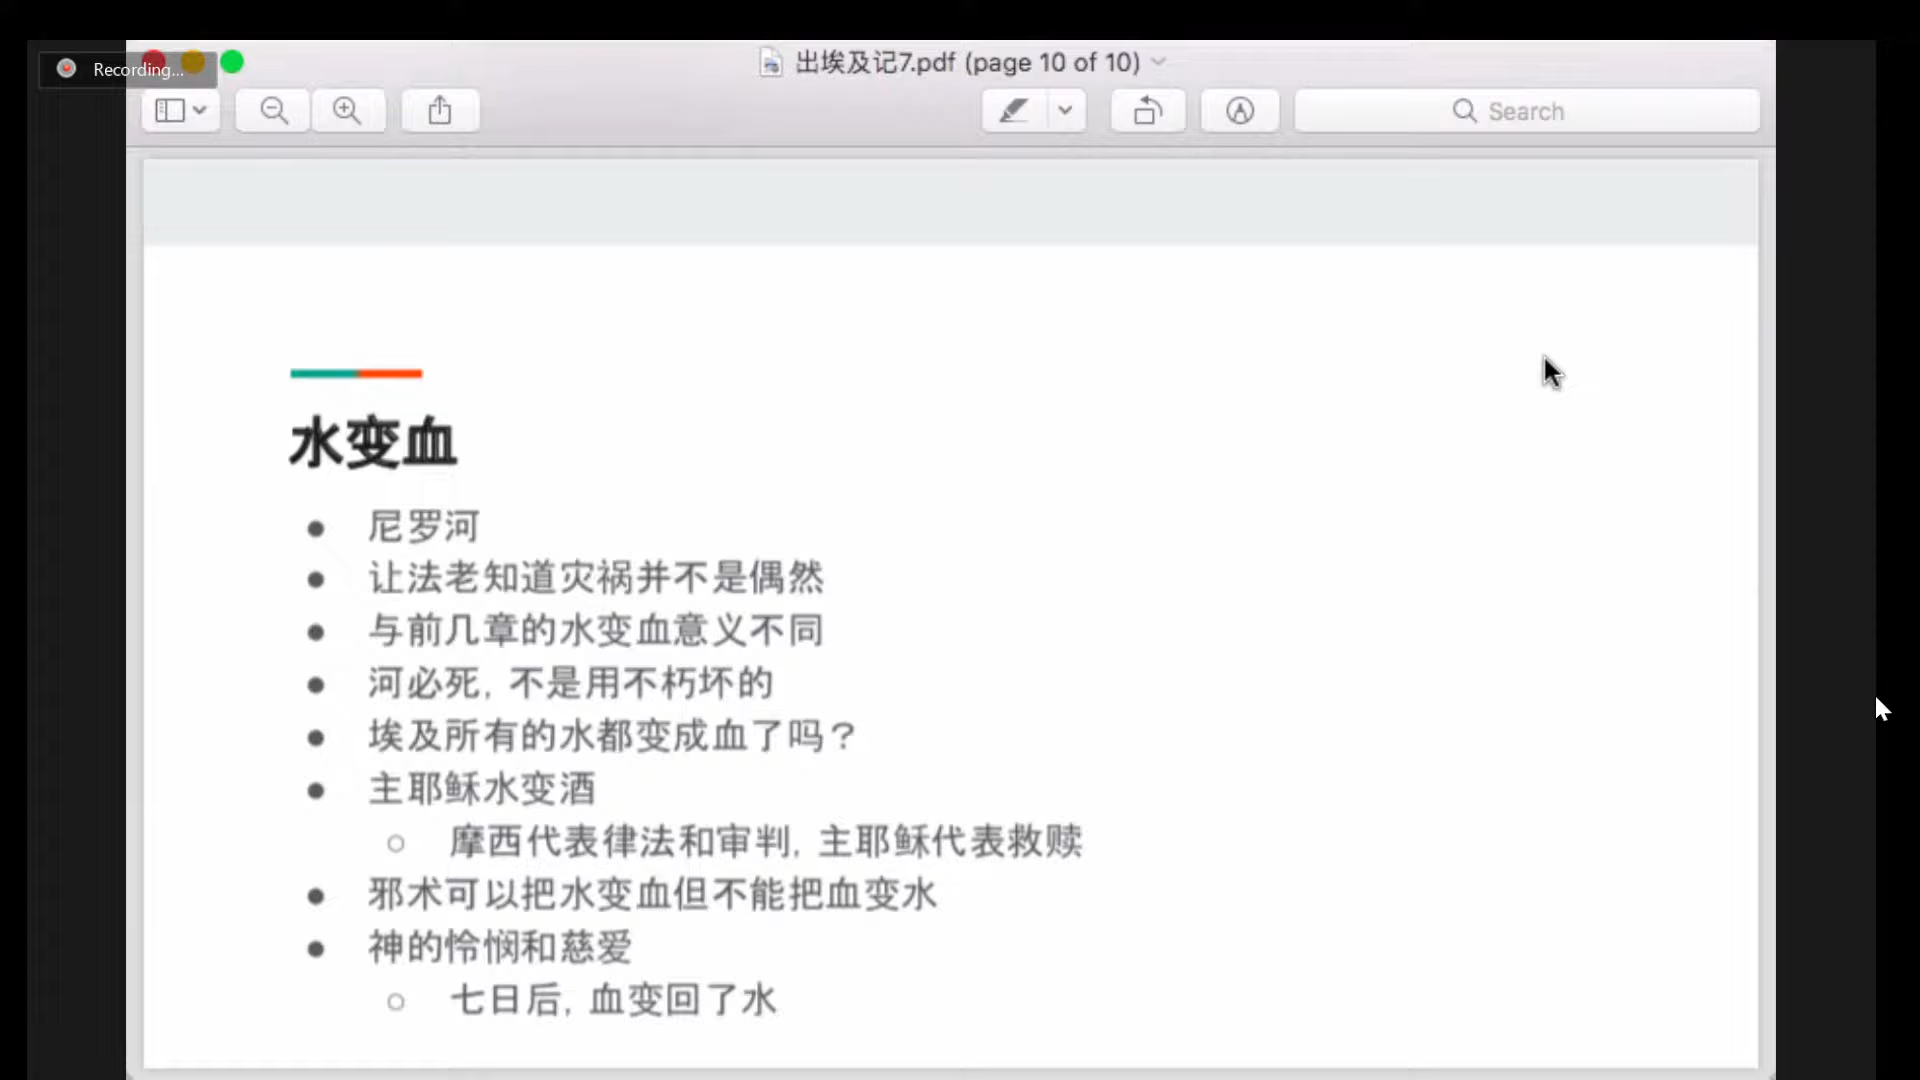 Recording...
出埃及记7.pdf (page 10 of 10)
Search
水变血
● 尼罗河
● 让法老知道灾祸并不是偶然
● 与前几章的水变血意义不同
● 河必死, 不是用不朽坏的
● 埃及所有的水都变成血了吗？
● 主耶稣水变酒
○ 摩西代表律法和审判, 主耶稣代表救赎
● 邪术可以把水变血但不能把血变水
● 神的怜悯和慈爱
○ 七日后, 血变回了水